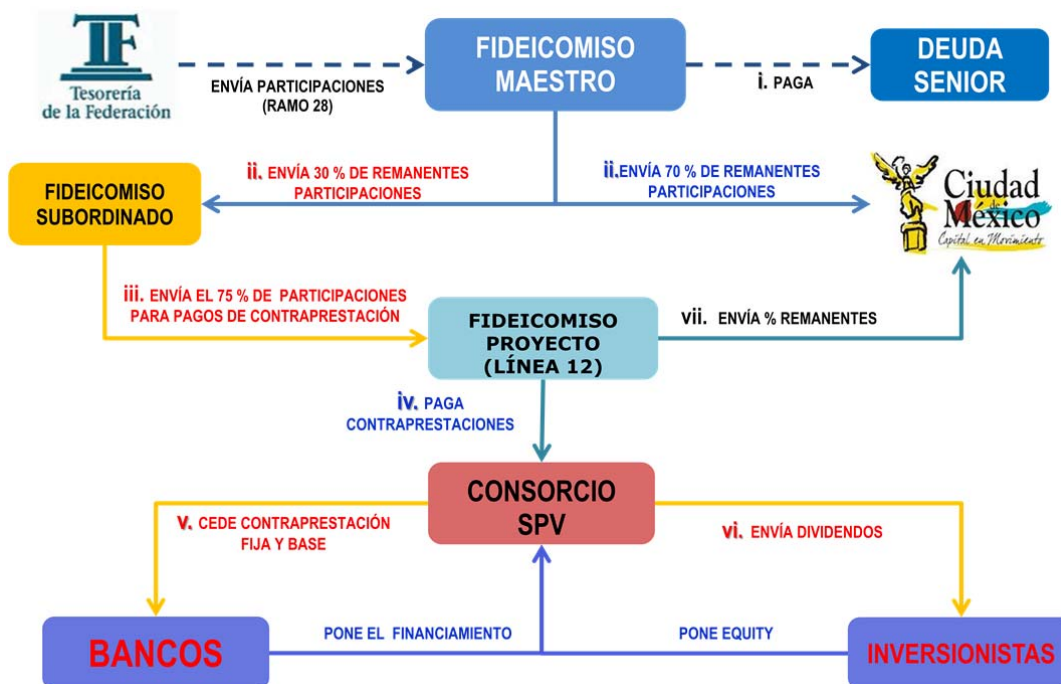 TF
Tesorería
de la Federación
ENVÍA PARTICIPACIONES
(RAMO 28)
FIDEICOMISO
MAESTRO
i. PAGA
DEUDA
SENIOR
FIDEICOMISO
SUBORDINADO
ii. ENVÍA 30 % DE REMANENTES
PARTICIPACIONES
ii.ENVÍA 70 % DE REMANENTES
PARTICIPACIONES
Ciudad
de
México
Capital en Movimiento
iii. ENVÍA EL 75 % DE PARTICIPACIONES
PARA PAGOS DE CONTRAPRESTACIÓN
FIDEICOMISO
PROYECTO
(LÍNEA 12)
vii. ENVÍA % REMANENTES
iv. PAGA
CONTRAPRESTACIONES
CONSORCIO
SPV
v. CEDE CONTRAPRESTACIÓN
FIJA Y BASE
vi. ENVÍA DIVIDENDOS
BANCOS
PONE EL FINANCIAMIENTO
PONE EQUITY
INVERSIONISTAS